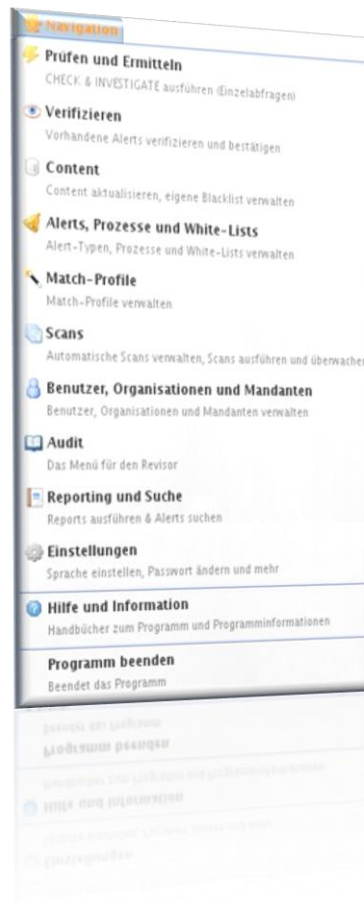 Navigation
Prüfen und Ermitteln
CHECK & INVESTIGATE ausführen (Einzelabfragen)
Verifizieren
Vorhandene Alerts verifizieren und bestätigen
Content
Content aktualisieren, eigene Blacklist verwalten
Alerts, Prozesse und White-Lists
Alert-Typen, Prozesse und White-Lists verwalten
Match-Profile
Match-Profile verwalten
Scans
Automatische Scans verwalten, Scans ausführen und überwachen
Benutzer, Organisationen und Mandanten
Benutzer, Organisationen und Mandanten verwalten
Audit
Das Menü für den Revisor
Reporting und Suche
Reports ausführen & Alerts suchen
Einstellungen
Sprache einstellen, Passwort ändern und mehr
Hilfe und Information
Handbücher zum Programm und Programminformationen
Programm beenden
Beendet das Programm